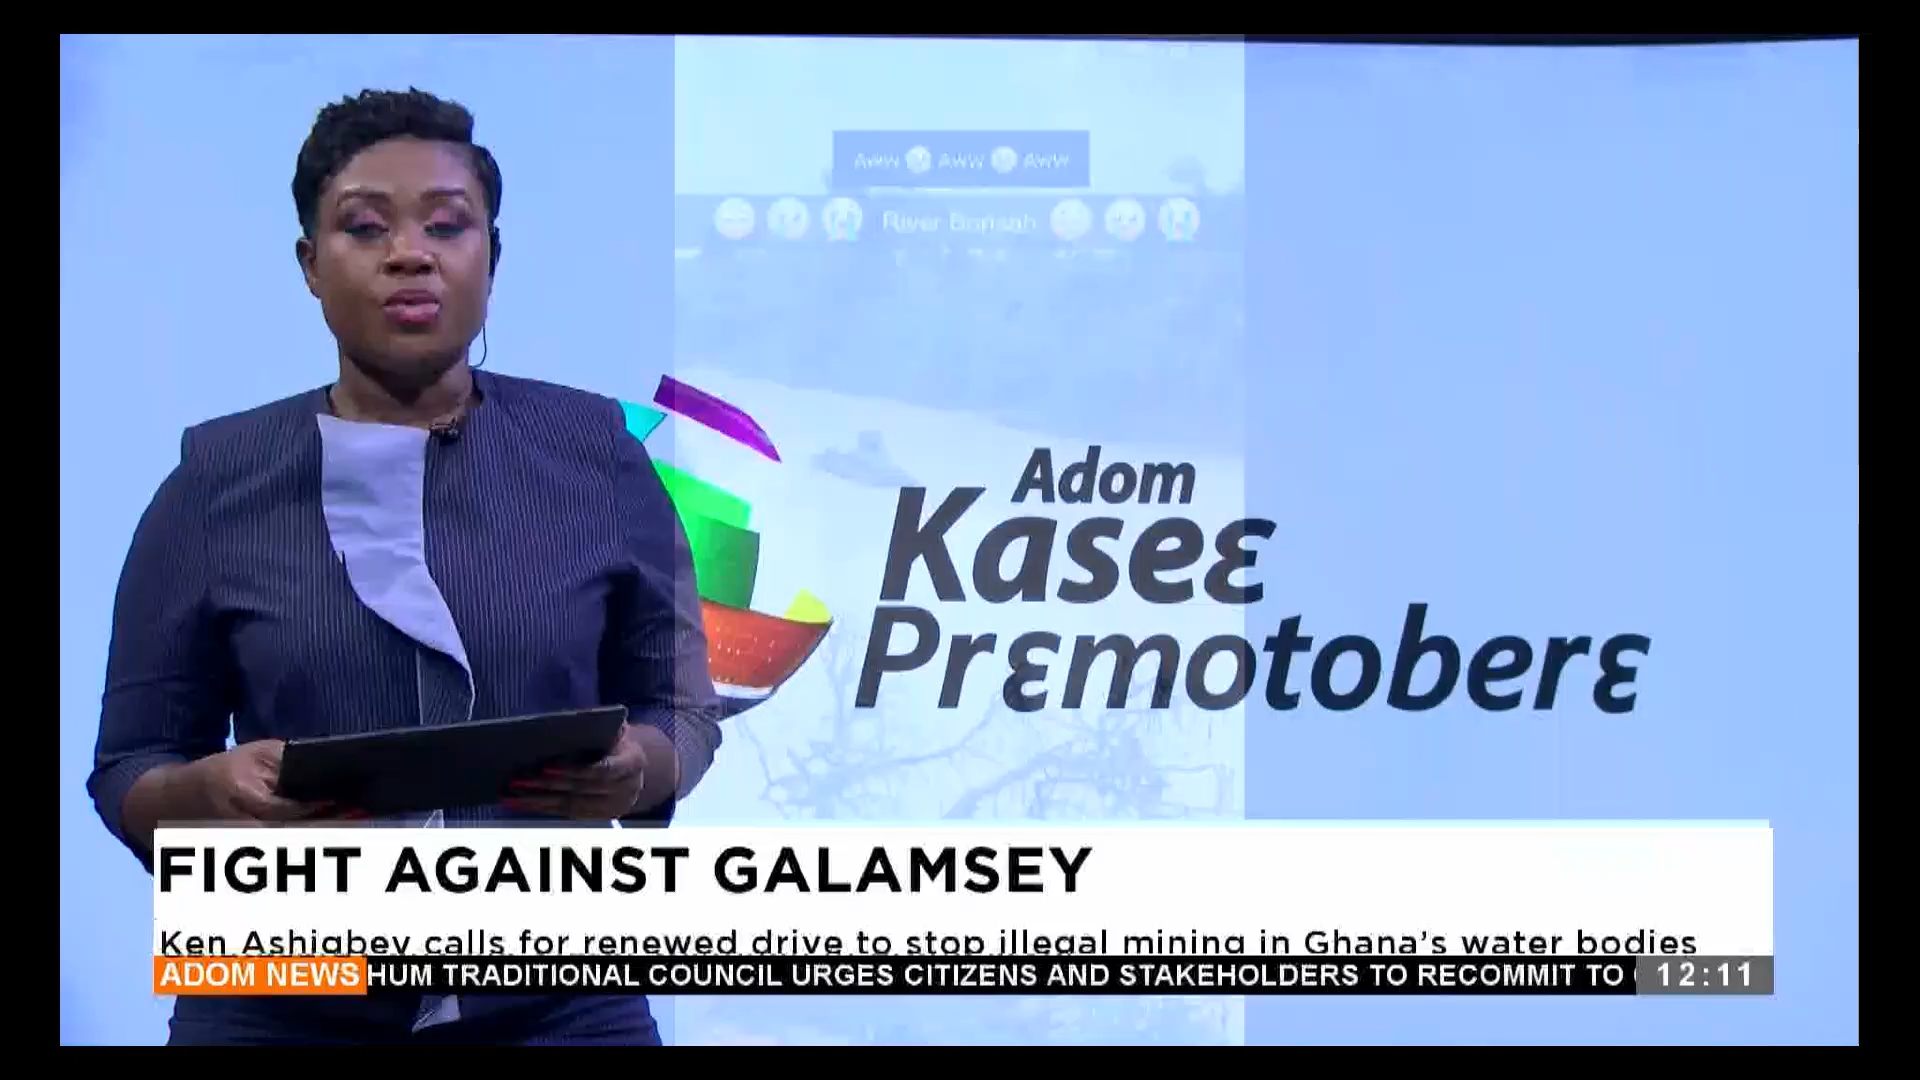 Aww Aww Aww
River Bonsah
Adom
Kaseɛ
Prɛmotoberɛ
FIGHT AGAINST GALAMSEY
Ken Ashigbey calls for renewed drive to stop illegal mining in Ghana's water bodies
ADOM NEWS HUM TRADITIONAL COUNCIL URGES CITIZENS AND STAKEHOLDERS TO RECOMMIT TO 12:11